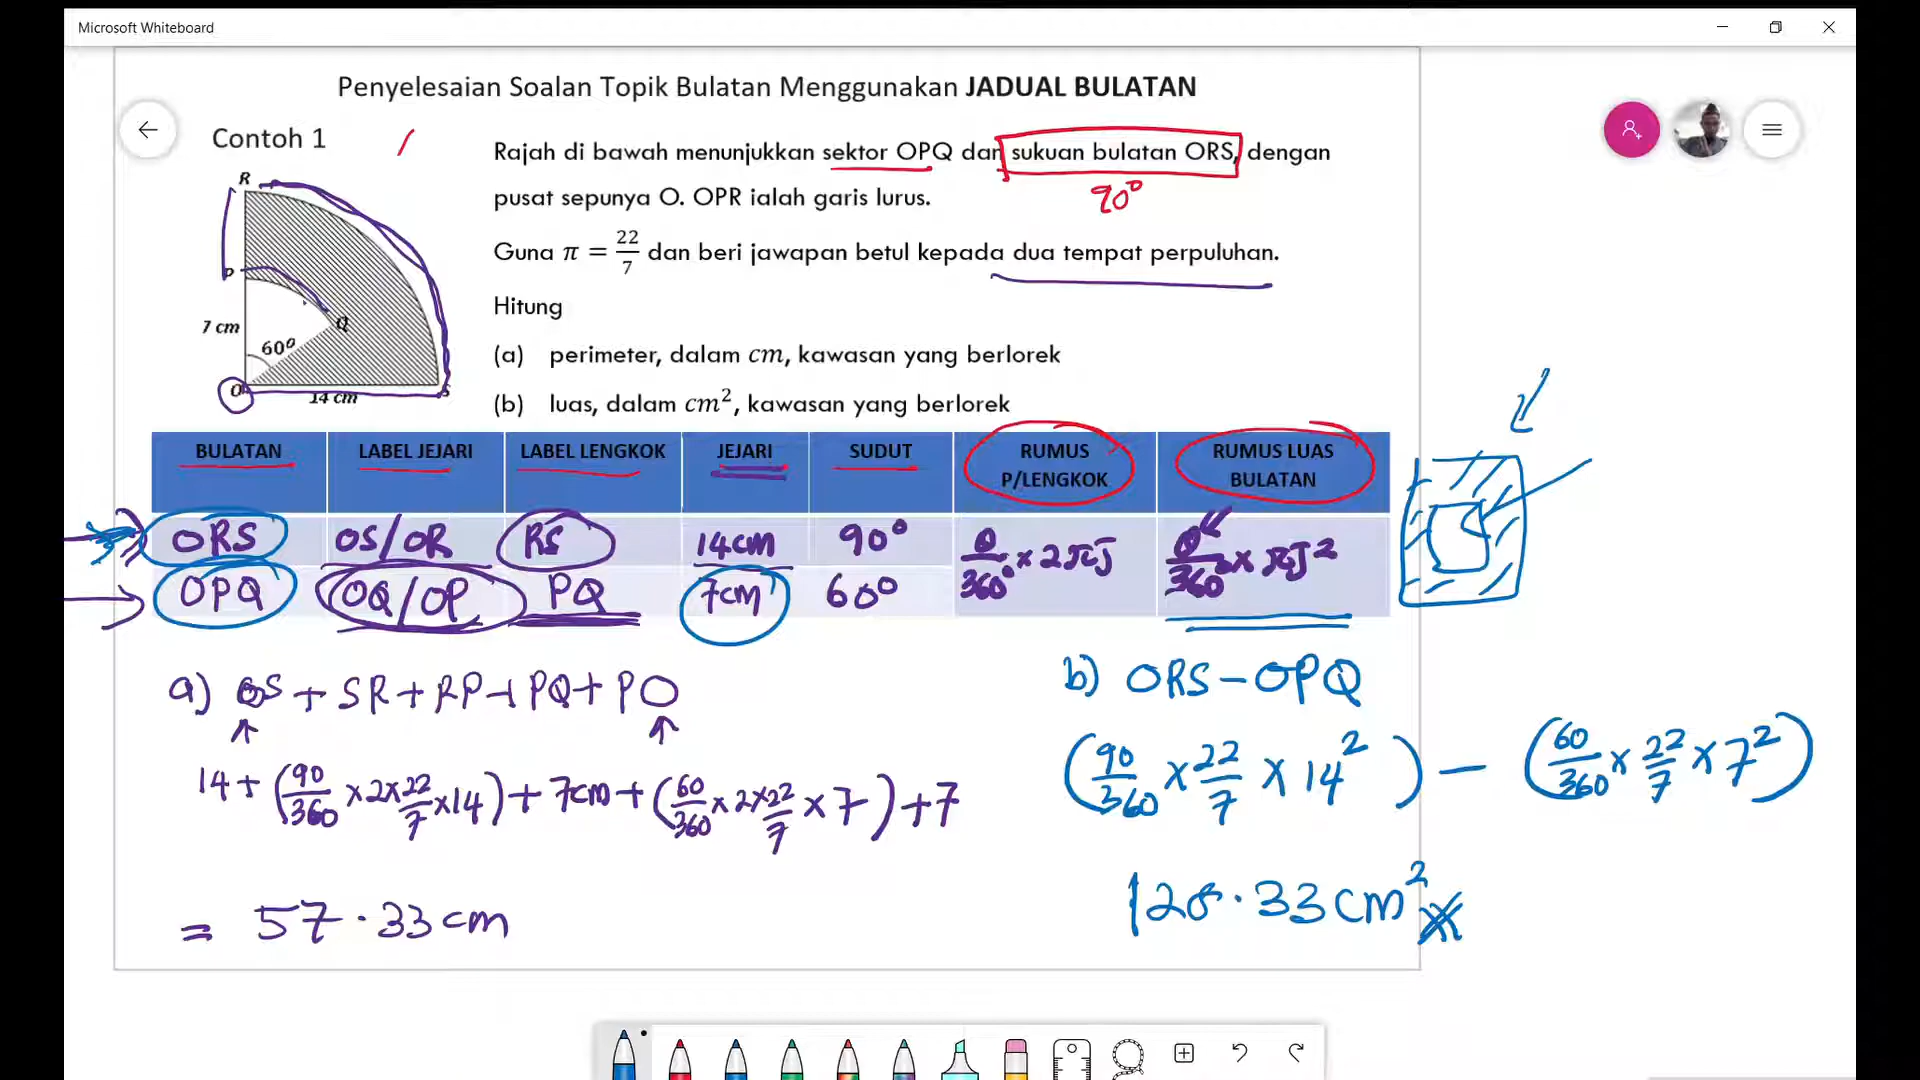 Microsoft Whiteboard
Penyelesaian Soalan Topik Bulatan Menggunakan JADUAL BULATAN
Contoh 1
Rajah di bawah menunjukkan sektor OPQ dan sukuan bulatan ORS, dengan
90°
pusat sepunya O. OPR ialah garis lurus.
Guna π = 22/7 dan beri jawapan betul kepada dua tempat perpuluhan.
Hitung
(a) perimeter, dalam cm, kawasan yang berlorek
(b) luas, dalam cm², kawasan yang berlorek
R
P
Q
7 cm
60°
O
S
14 cm
BULATAN LABEL JEJARI LABEL LENGKOK JEJARI SUDUT RUMUS P/LENGKOK RUMUS LUAS BULATAN
ORS OS/OR RS 14cm 90° θ/360° × 2πj θ/360 × πj²
OPQ OQ/OP PQ 7cm 60°
a) OS + SR + RP + PQ + PO
14 + (90/360 × 2 × 22/7 × 14) + 7cm + (60/360 × 2 × 22/7 × 7) + 7
= 57.33 cm
b) ORS - OPQ
(90/360 × 22/7 × 14²) - (60/360 × 22/7 × 7²)
128.33 cm²